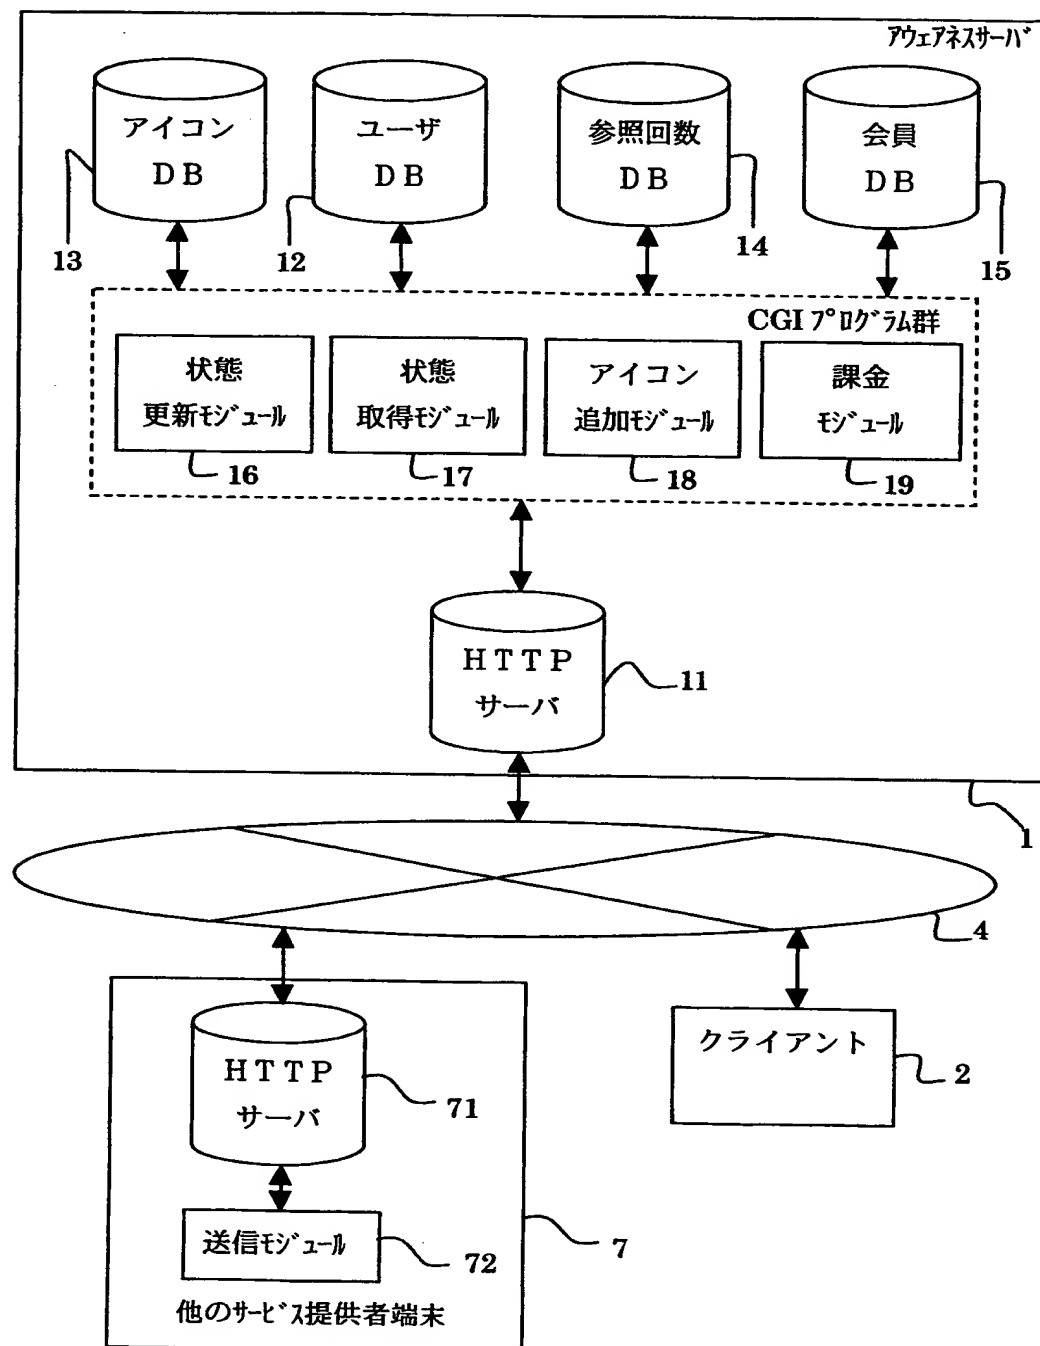 アウェアネスサーバ
アイコン
DB
ユーザ
DB
参照回数
DB
会員
DB
13
12
14
15
CGIプログラム群
状態
更新モジュール
状態
取得モジュール
アイコン
追加モジュール
課金
モジュール
16
17
18
19
HTTP
サーバ
11
1
4
HTTP
サーバ
71
クライアント
2
送信モジュール
72
7
他のサービス提供者端末